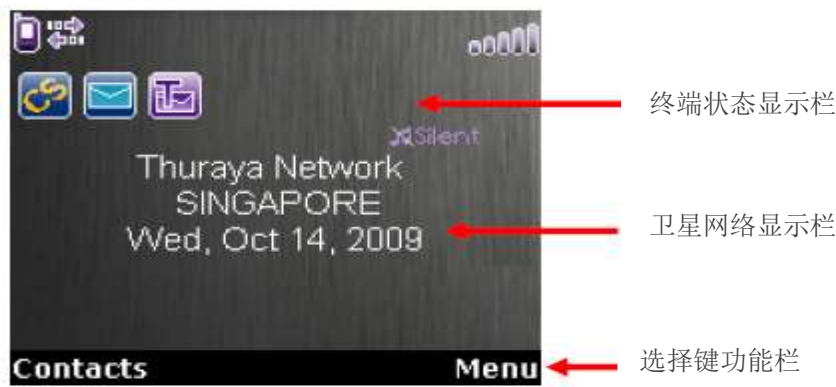 CS
T
终端状态显示栏
Silent
Thuraya Network
SINGAPORE
Wed, Oct 14, 2009
卫星网络显示栏
Contacts
Menu
选择键功能栏